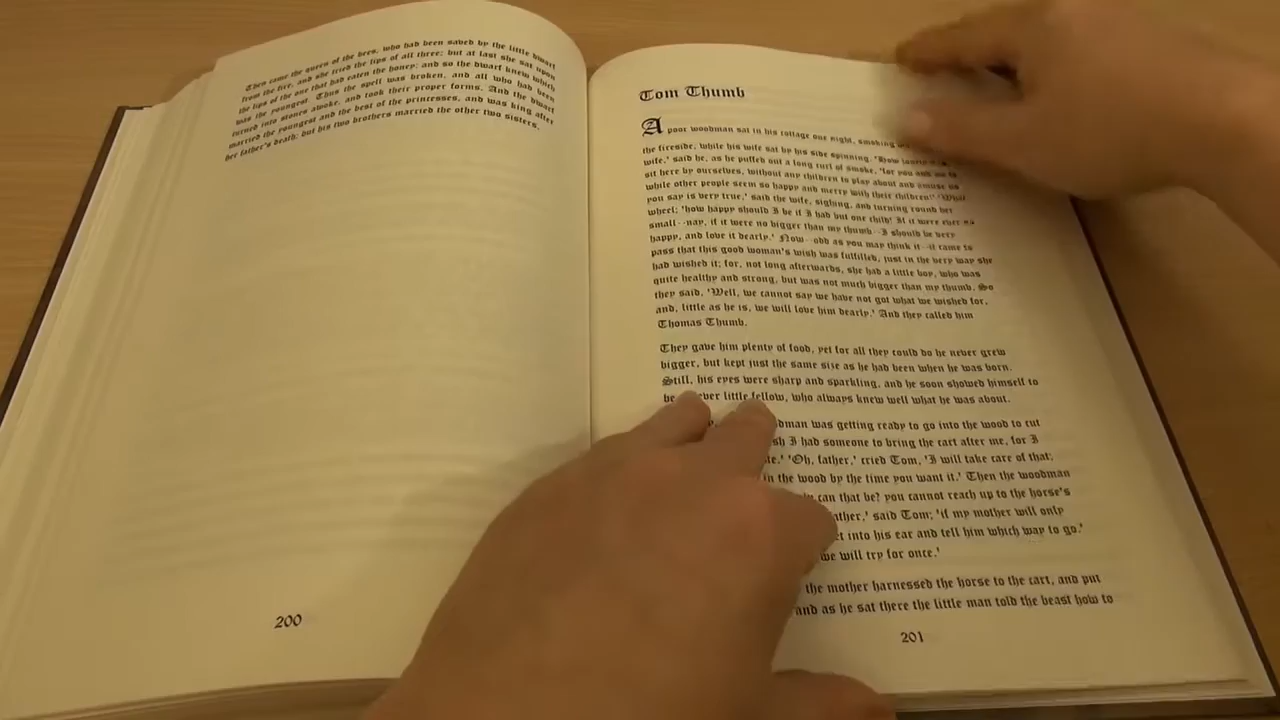 Then came the queen of the bees, who had been saved by the little dwarf
from the fire, and she tried the lips of all three; but at last she sat upon
the lips of the one that had eaten the honey: and so the dwarf knew which
was the youngest. Thus the spell was broken, and all who had been
turned into stones awoke, and took their proper forms. And the dwarf
married the youngest and the best of the princesses, and was king after
her father's death; but his two brothers married the other two sisters.
200
Tom Thumb
A poor woodman sat in his cottage one night, smoking
the fireside, while his wife sat by his side spinning. 'How lonely
wife,' said he, as he puffed out a long curl of smoke, 'for you and me to
sit here by ourselves, without any children to play about and amuse us
while other people seem so happy and merry with their children!' 'What
you say is very true,' said the wife, sighing, and turning round her
wheel; 'how happy should I be if I had but one child! If it were ever so
small--nay, if it were no bigger than my thumb--I should be very
happy, and love it dearly.' Now--odd as you may think it--it came to
pass that this good woman's wish was fulfilled, just in the very way she
had wished it; for, not long afterwards, she had a little boy, who was
quite healthy and strong, but was not much bigger than my thumb. So
they said, 'Well, we cannot say we have not got what we wished for,
and, little as he is, we will love him dearly.' And they called him
Thomas Thumb.
They gave him plenty of food, yet for all they could do he never grew
bigger, but kept just the same size as he had been when he was born.
Still, his eyes were sharp and sparkling, and he soon showed himself to
be little fellow, who always knew well what he was about.
was getting ready to go into the wood to cut
I had someone to bring the cart after me, for I
'Oh, father,' cried Tom, 'I will take care of that;
in the wood by the time you want it.' Then the woodman
can that be? you cannot reach up to the horse's
said Tom; 'if my mother will only
into his ear and tell him which way to go.'
we will try for once.'
the mother harnessed the horse to the cart, and put
and as he sat there the little man told the beast how to
201